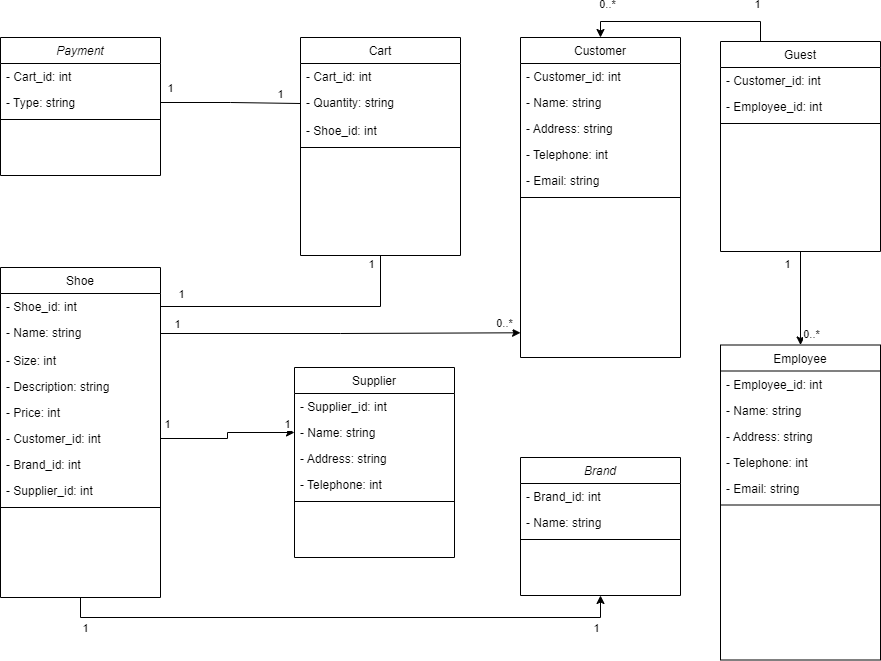 0..*
1
Payment
- Cart_id: int
- Type: string
1
1
Cart
- Cart_id: int
- Quantity: string
- Shoe_id: int
1
Customer
- Customer_id: int
- Name: string
- Address: string
- Telephone: int
- Email: string
Guest
- Customer_id: int
- Employee_id: int
1
0..*
Shoe
- Shoe_id: int
- Name: string
- Size: int
- Description: string
- Price: int
- Customer_id: int
- Brand_id: int
- Supplier_id: int
1
1
0..*
1
1
Supplier
- Supplier_id: int
- Name: string
- Address: string
- Telephone: int
Brand
- Brand_id: int
- Name: string
Employee
- Employee_id: int
- Name: string
- Address: string
- Telephone: int
- Email: string
1
1